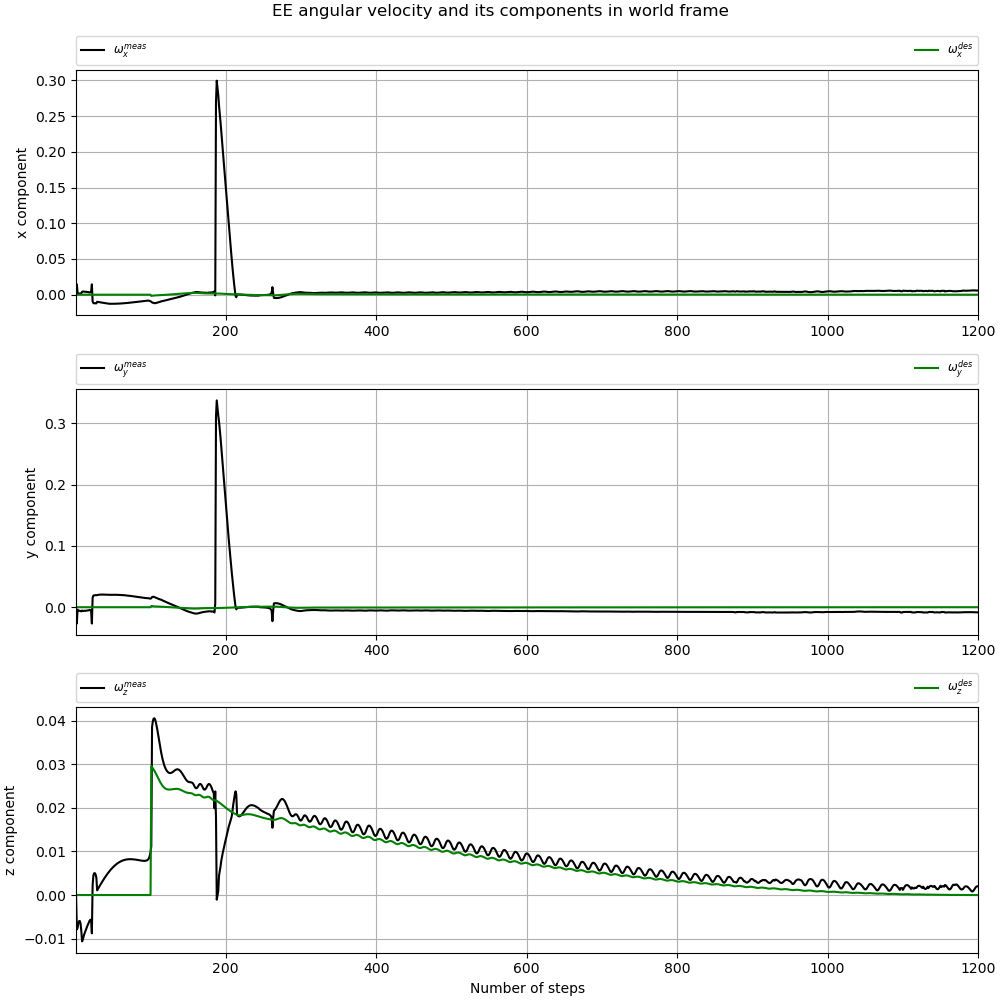 EE angular velocity and its components in world frame
ω_x^meas ω_x^des
0.30
0.25
0.20
0.15
0.10
0.05
0.00
x component
200 400 600 800 1000 1200
ω_y^meas ω_y^des
0.3
0.2
0.1
0.0
y component
200 400 600 800 1000 1200
ω_z^meas ω_z^des
0.04
0.03
0.02
0.01
0.00
−0.01
z component
200 400 600 800 1000 1200
Number of steps